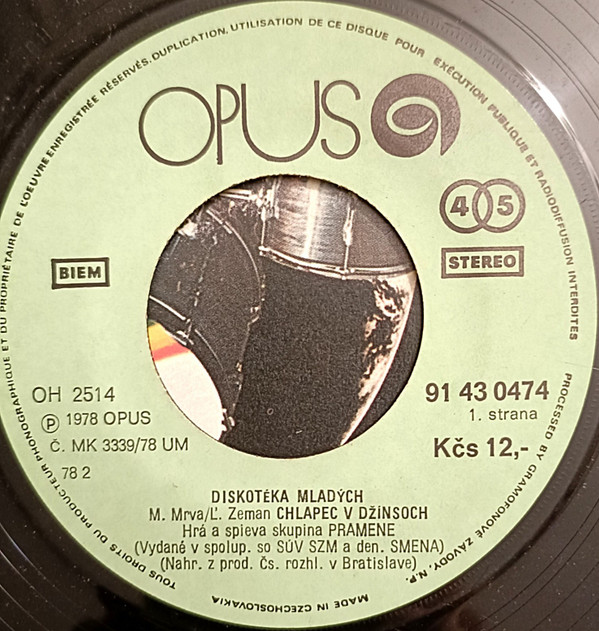 TOUS DROITS DU PRODUCTEUR PHONOGRAPHIQUE ET DU PROPRIÉTAIRE DE L'OEUVRE ENREGISTRÉE RÉSERVÉS. DUPLICATION, UTILISATION DE CE DISQUE POUR EXÉCUTION PUBLIQUE ET RADIODIFFUSION INTERDITES
OPUS
45
BIEM
STEREO
OH 2514
Ⓟ 1978 OPUS
Č. MK 3339/78 UM
78 2
91 43 0474
1. strana
Kčs 12,-
DISKOTÉKA MLADÝCH
M. Mrva/Ľ. Zeman CHLAPEC V DŽÍNSOCH
Hrá a spieva skupina PRAMENE
(Vydané v spolup. so SÚV SZM a den. SMENA)
(Nahr. z prod. Čs. rozhl. v Bratislave)
PROCESSED BY GRAMOFONOVÉ ZÁVODY, N.P.
MADE IN CZECHOSLOVAKIA